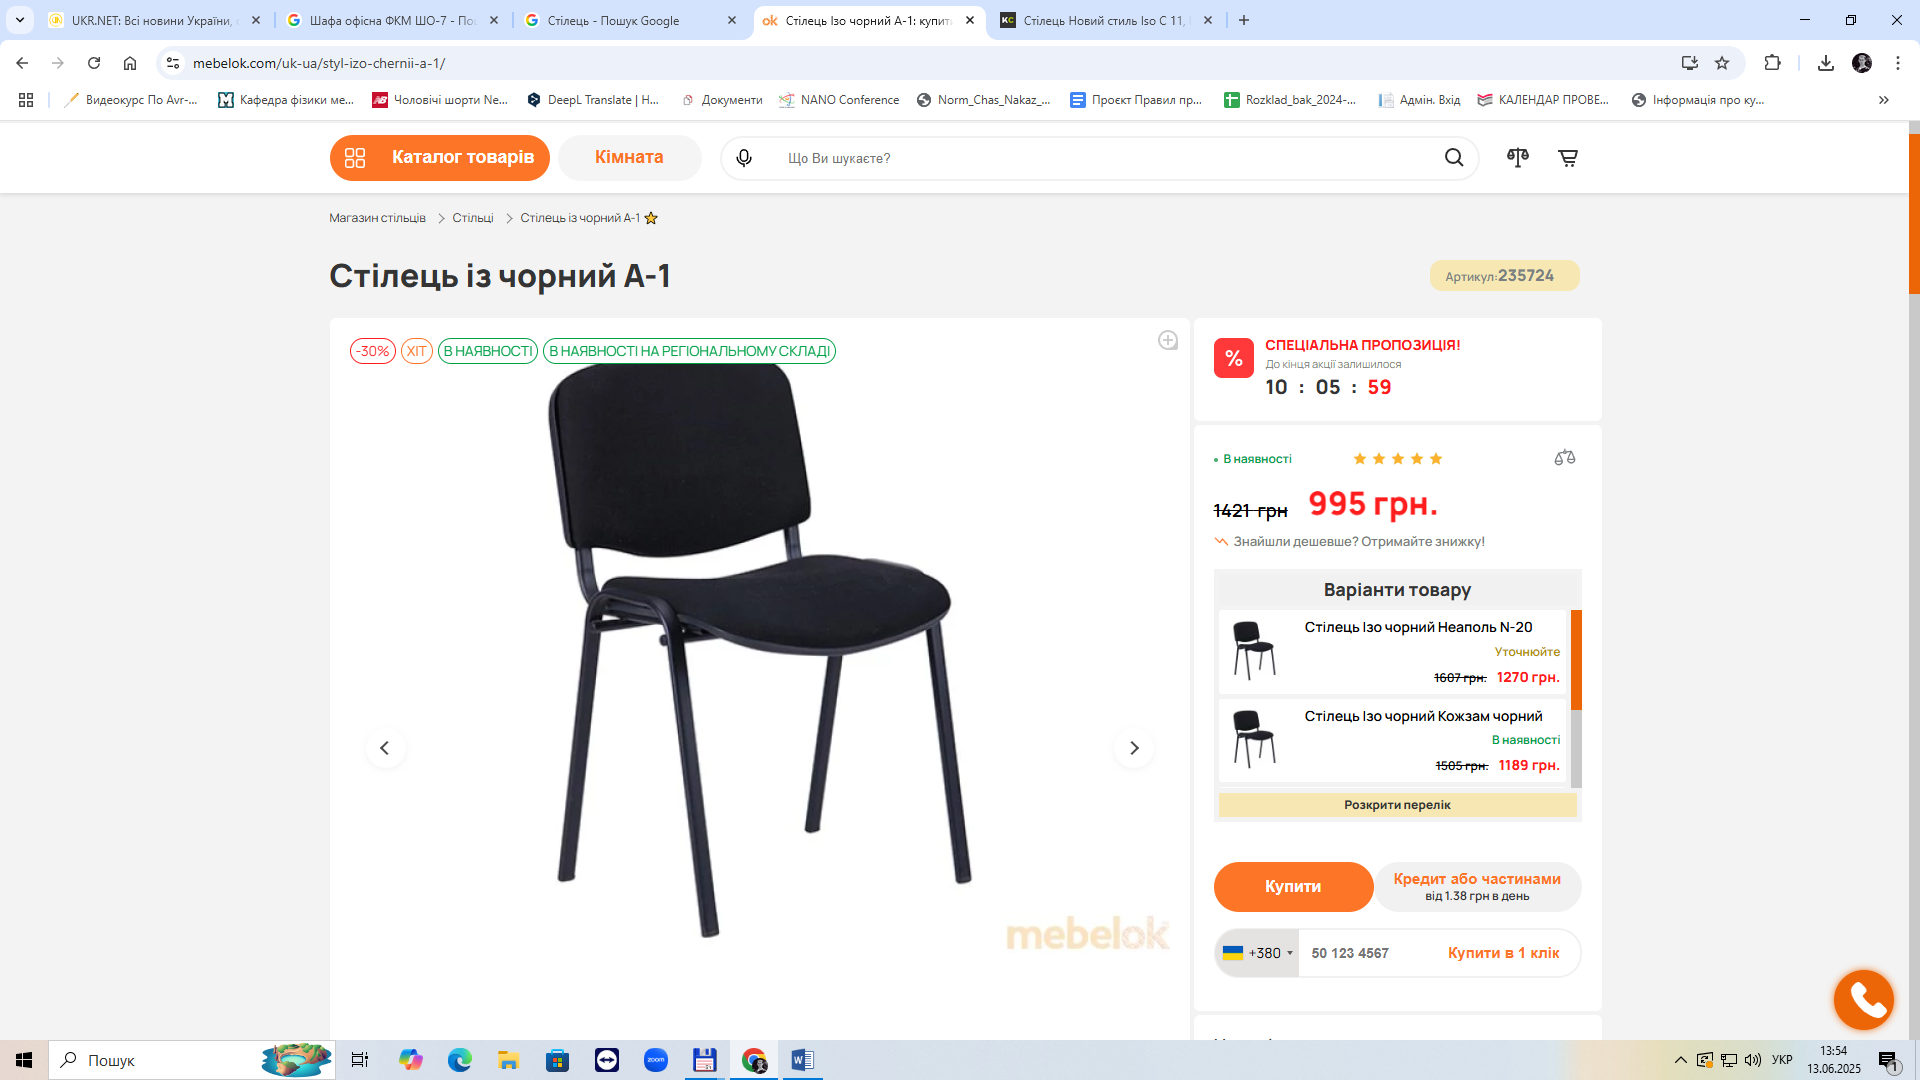 UKR.NET: Всі новини України,
Шафа офісна ФКМ ШО-7 - По
Стілець - Пошук Google
Стілець Ізо чорний А-1: купит
Стілець Новий стиль Iso C 11,
mebelok.com/uk-ua/styl-izo-chernii-a-1/
Видеокурс По Avr-...
Кафедра фізики ме...
Чоловічі шорти Ne...
DeepL Translate | Н...
Документи
NANO Conference
Norm_Chas_Nakaz_...
Проєкт Правил пр...
Rozklad_bak_2024-...
Адмін. Вхід
КАЛЕНДАР ПРОВЕ...
Інформація про ку...
Каталог товарів
Кімната
Що Ви шукаєте?
Магазин стільців
Стільці
Стілець із чорний А-1
Стілець із чорний А-1
Артикул:235724
-30%
ХІТ
В НАЯВНОСТІ
В НАЯВНОСТІ НА РЕГІОНАЛЬНОМУ СКЛАДІ
%
СПЕЦІАЛЬНА ПРОПОЗИЦІЯ!
До кінця акції залишилося
10 : 05 : 59
В наявності
1421 грн 995 грн.
Знайшли дешевше? Отримайте знижку!
Варіанти товару
Стілець Ізо чорний Неаполь N-20
Уточнюйте
1607 грн. 1270 грн.
Стілець Ізо чорний Кожзам чорний
В наявності
1505 грн. 1189 грн.
Розкрити перелік
Купити
Кредит або частинами
від 1.38 грн в день
+380
50 123 4567
Купити в 1 клік
mebelok
Пошук
zoom
УКР
13:54
13.06.2025
1